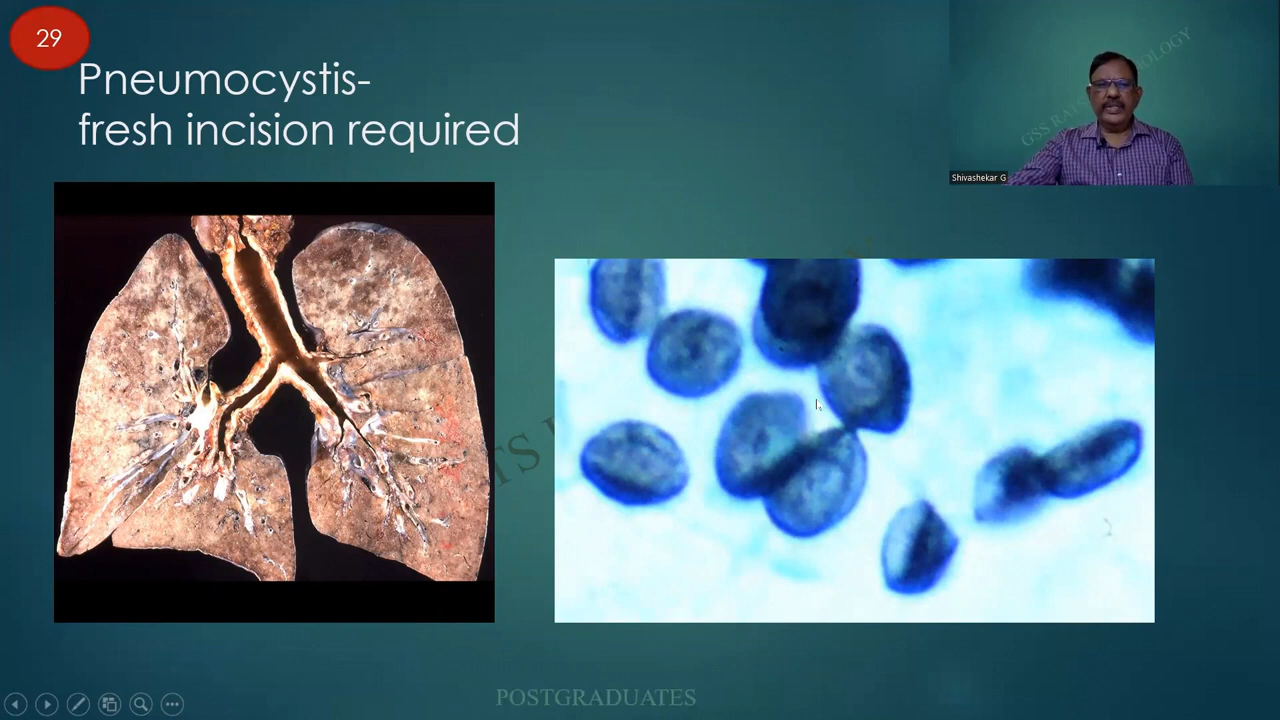 29
Pneumocystis-
fresh incision required
Shivashekar G
POSTGRADUATES